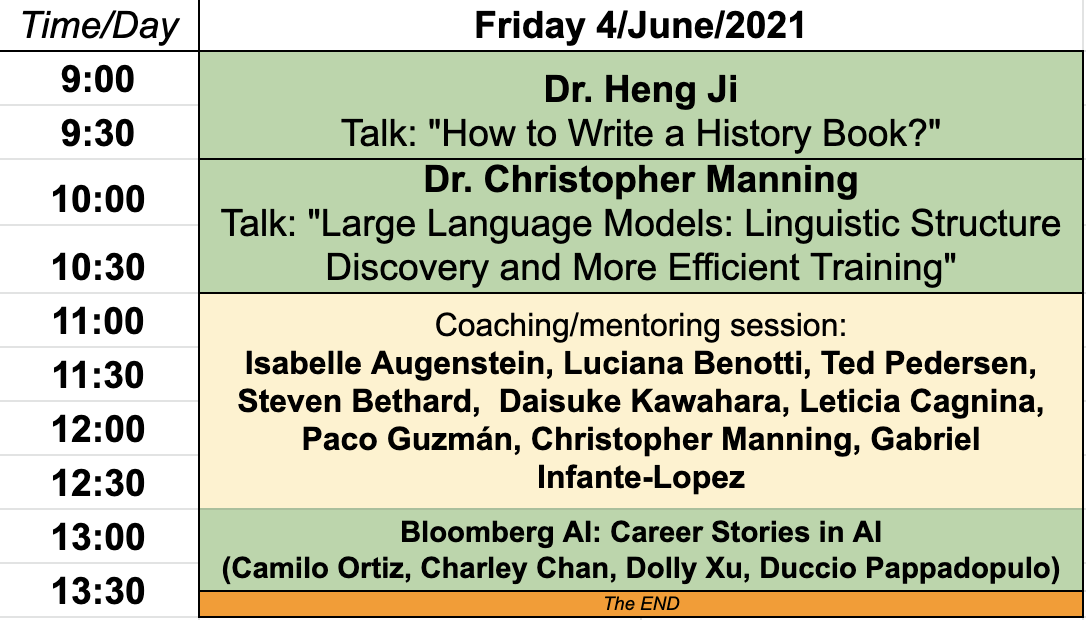 Time/Day
Friday 4/June/2021
9:00
9:30
Dr. Heng Ji
Talk: "How to Write a History Book?"
10:00
10:30
Dr. Christopher Manning
Talk: "Large Language Models: Linguistic Structure
Discovery and More Efficient Training"
11:00
11:30
12:00
12:30
Coaching/mentoring session:
Isabelle Augenstein, Luciana Benotti, Ted Pedersen,
Steven Bethard,  Daisuke Kawahara, Leticia Cagnina,
Paco Guzmán, Christopher Manning, Gabriel
Infante-Lopez
13:00
13:30
Bloomberg AI: Career Stories in AI
(Camilo Ortiz, Charley Chan, Dolly Xu, Duccio Pappadopulo)
The END